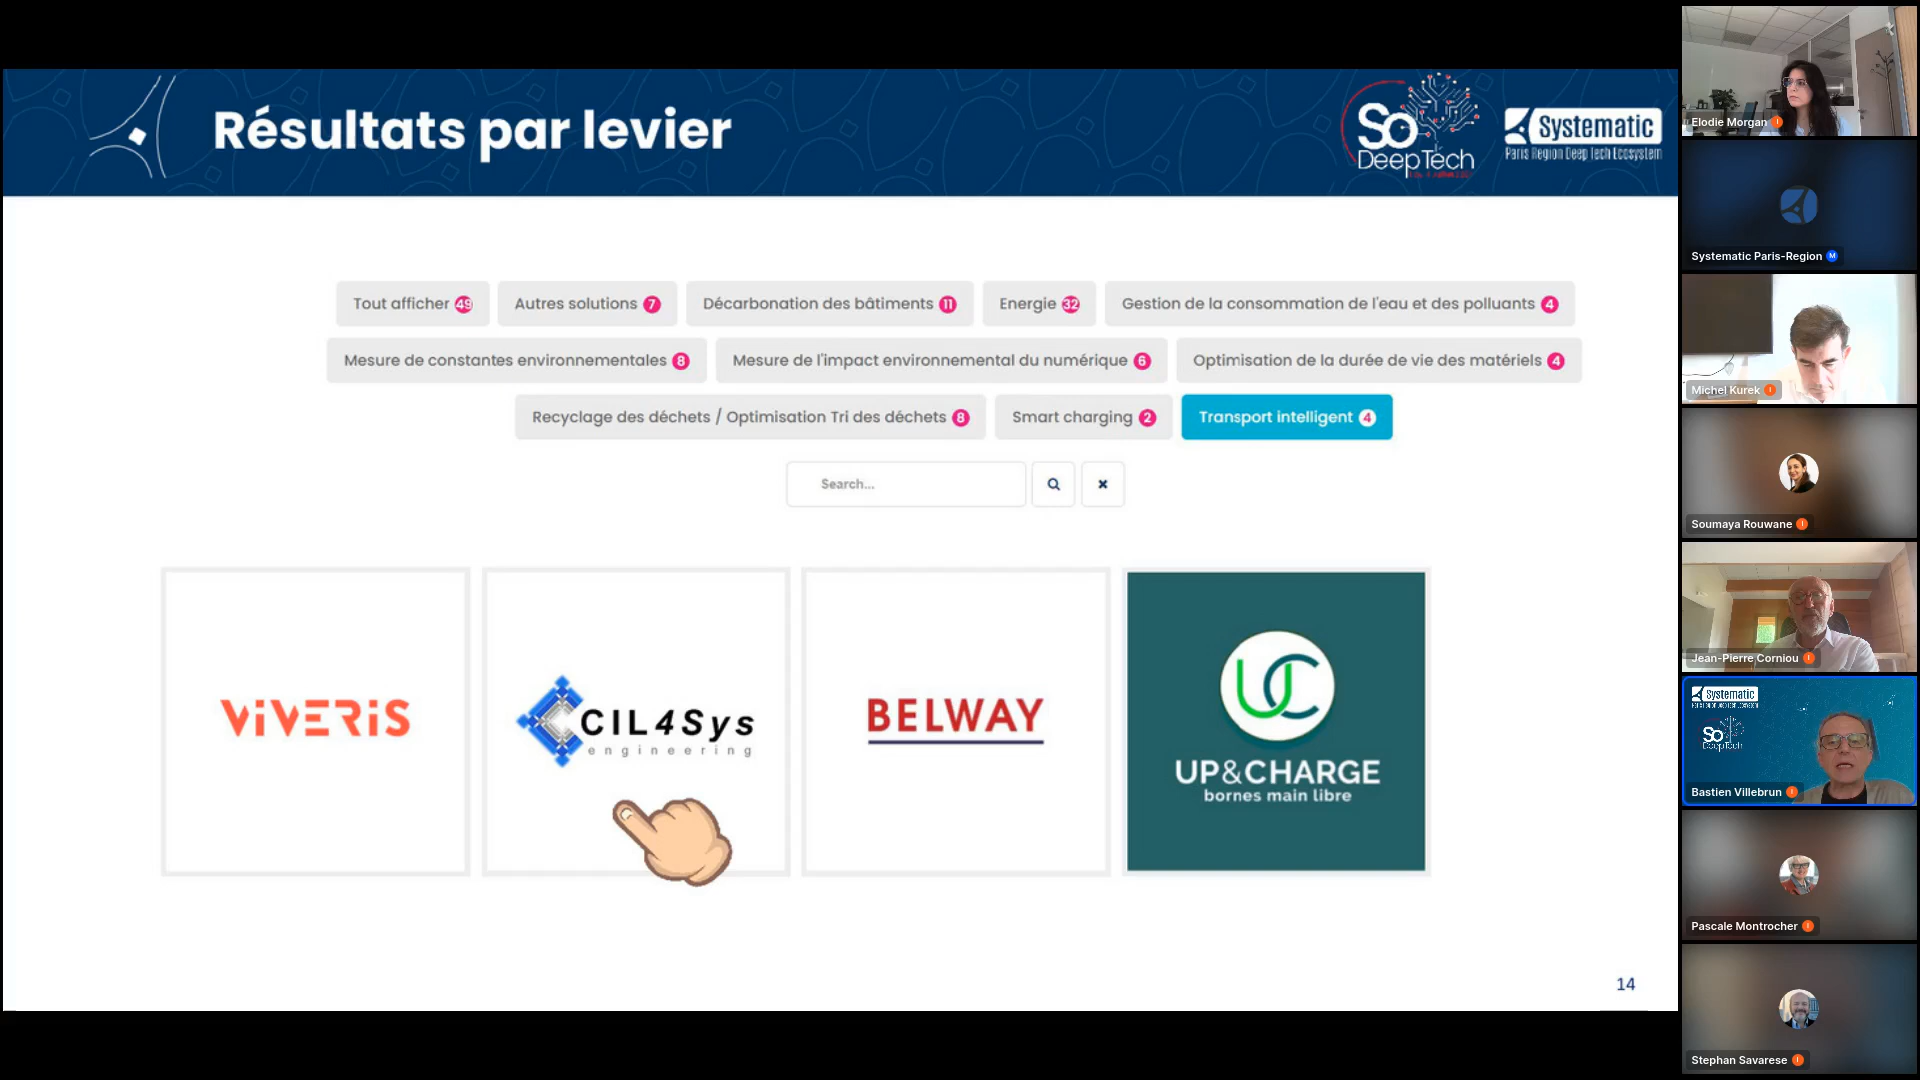 Résultats par levier
So
DeepTech
Systematic
Paris Region Deep Tech Ecosystem
Tout afficher 49
Autres solutions 7
Décarbonation des bâtiments 11
Energie 32
Gestion de la consommation de l'eau et des polluants 4
Mesure de constantes environnementales 8
Mesure de l'impact environnemental du numérique 6
Optimisation de la durée de vie des matériels 4
Recyclage des déchets / Optimisation Tri des déchets 8
Smart charging 2
Transport intelligent 4
Search...
ViVERiS
CIL4Sys
engineering
BELWAY
UC
UP&CHARGE
bornes main libre
14
Elodie Morgan
Systematic Paris-Region M
Michel Kurek
Soumaya Rouwane
Jean-Pierre Corniou
Systematic
So
DeepTech
Bastien Villebrun
Pascale Montrocher
Stephan Savarese